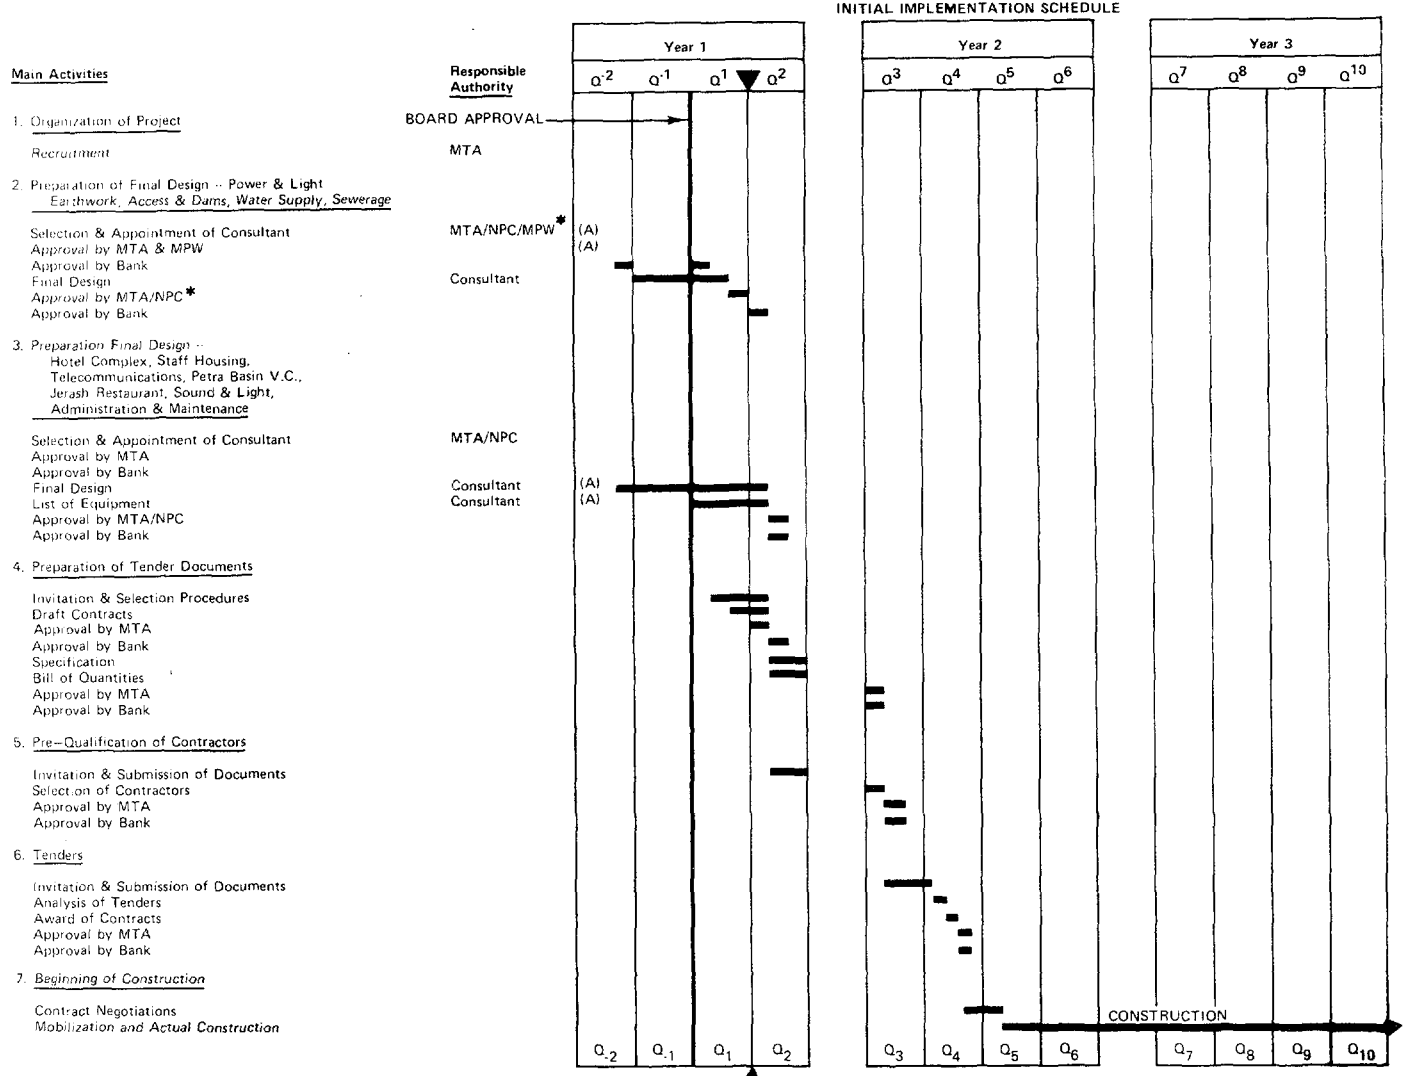 INITIAL IMPLEMENTATION SCHEDULE
Year 1 Year 2 Year 3
Main Activities Responsible Authority Q-2 Q-1 Q1 Q2 Q3 Q4 Q5 Q6 Q7 Q8 Q9 Q10
1. Organization of Project BOARD APPROVAL
Recruitment MTA
2. Preparation of Final Design -- Power & Light
Earthwork, Access & Dams, Water Supply, Sewerage
Selection & Appointment of Consultant MTA/NPC/MPW* (A)
Approval by MTA & MPW (A)
Approval by Bank
Final Design Consultant
Approval by MTA/NPC*
Approval by Bank
3. Preparation Final Design --
Hotel Complex, Staff Housing,
Telecommunications, Petra Basin V.C.,
Jerash Restaurant, Sound & Light,
Administration & Maintenance
Selection & Appointment of Consultant MTA/NPC
Approval by MTA
Approval by Bank
Final Design Consultant (A)
List of Equipment Consultant (A)
Approval by MTA/NPC
Approval by Bank
4. Preparation of Tender Documents
Invitation & Selection Procedures
Draft Contracts
Approval by MTA
Approval by Bank
Specification
Bill of Quantities
Approval by MTA
Approval by Bank
5. Pre-Qualification of Contractors
Invitation & Submission of Documents
Selection of Contractors
Approval by MTA
Approval by Bank
6. Tenders
Invitation & Submission of Documents
Analysis of Tenders
Award of Contracts
Approval by MTA
Approval by Bank
7. Beginning of Construction
Contract Negotiations
CONSTRUCTION
Mobilization and Actual Construction
Q-2 Q-1 Q1 Q2 Q3 Q4 Q5 Q6 Q7 Q8 Q9 Q10